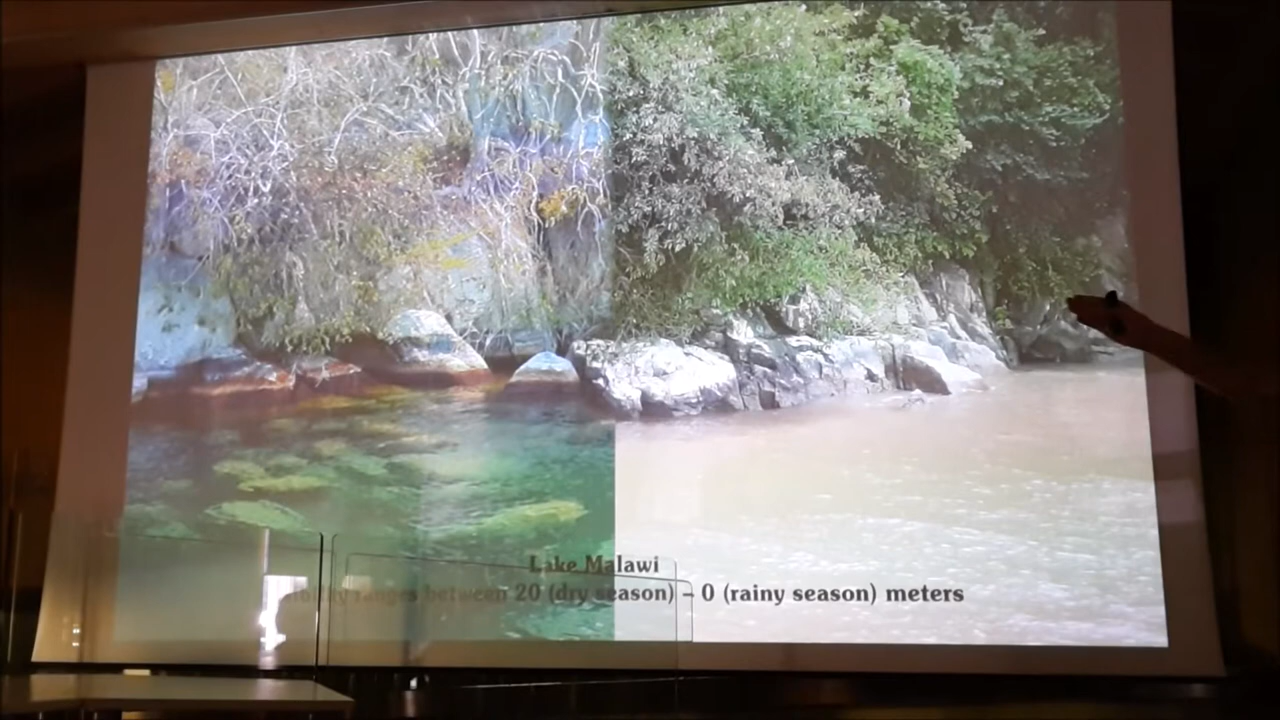 Lake Malawi
ranges between 20 (dry season) – 0 (rainy season) meters